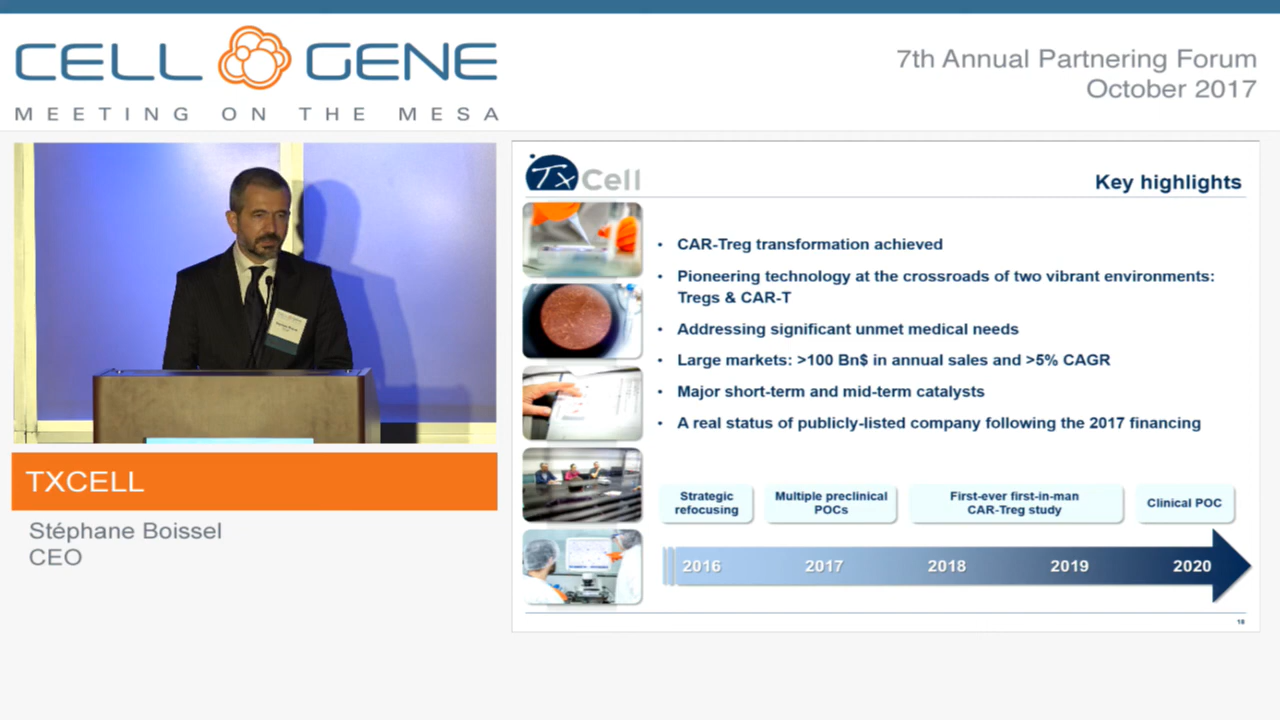 CELL GENE
MEETING ON THE MESA
7th Annual Partnering Forum
October 2017
TXCELL
Stéphane Boissel
CEO
TxCell
Key highlights
• CAR-Treg transformation achieved
• Pioneering technology at the crossroads of two vibrant environments:
Tregs & CAR-T
• Addressing significant unmet medical needs
• Large markets: >100 Bn$ in annual sales and >5% CAGR
• Major short-term and mid-term catalysts
• A real status of publicly-listed company following the 2017 financing
Strategic
refocusing
Multiple preclinical
POCs
First-ever first-in-man
CAR-Treg study
Clinical POC
2016 2017 2018 2019 2020
18